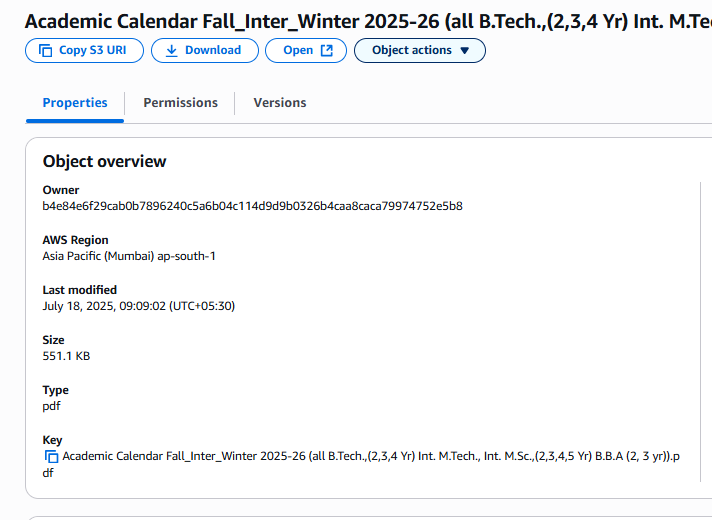 Academic Calendar Fall_Inter_Winter 2025-26 (all B.Tech.,(2,3,4 Yr) Int. M.Te
Copy S3 URI Download Open Object actions
Properties Permissions Versions
Object overview
Owner
b4e84e6f29cab0b7896240c5a6b04c114d9d9b0326b4caa8caca79974752e5b8
AWS Region
Asia Pacific (Mumbai) ap-south-1
Last modified
July 18, 2025, 09:09:02 (UTC+05:30)
Size
551.1 KB
Type
pdf
Key
Academic Calendar Fall_Inter_Winter 2025-26 (all B.Tech.,(2,3,4 Yr) Int. M.Tech., Int. M.Sc.,(2,3,4,5 Yr) B.B.A (2, 3 yr)).p
df